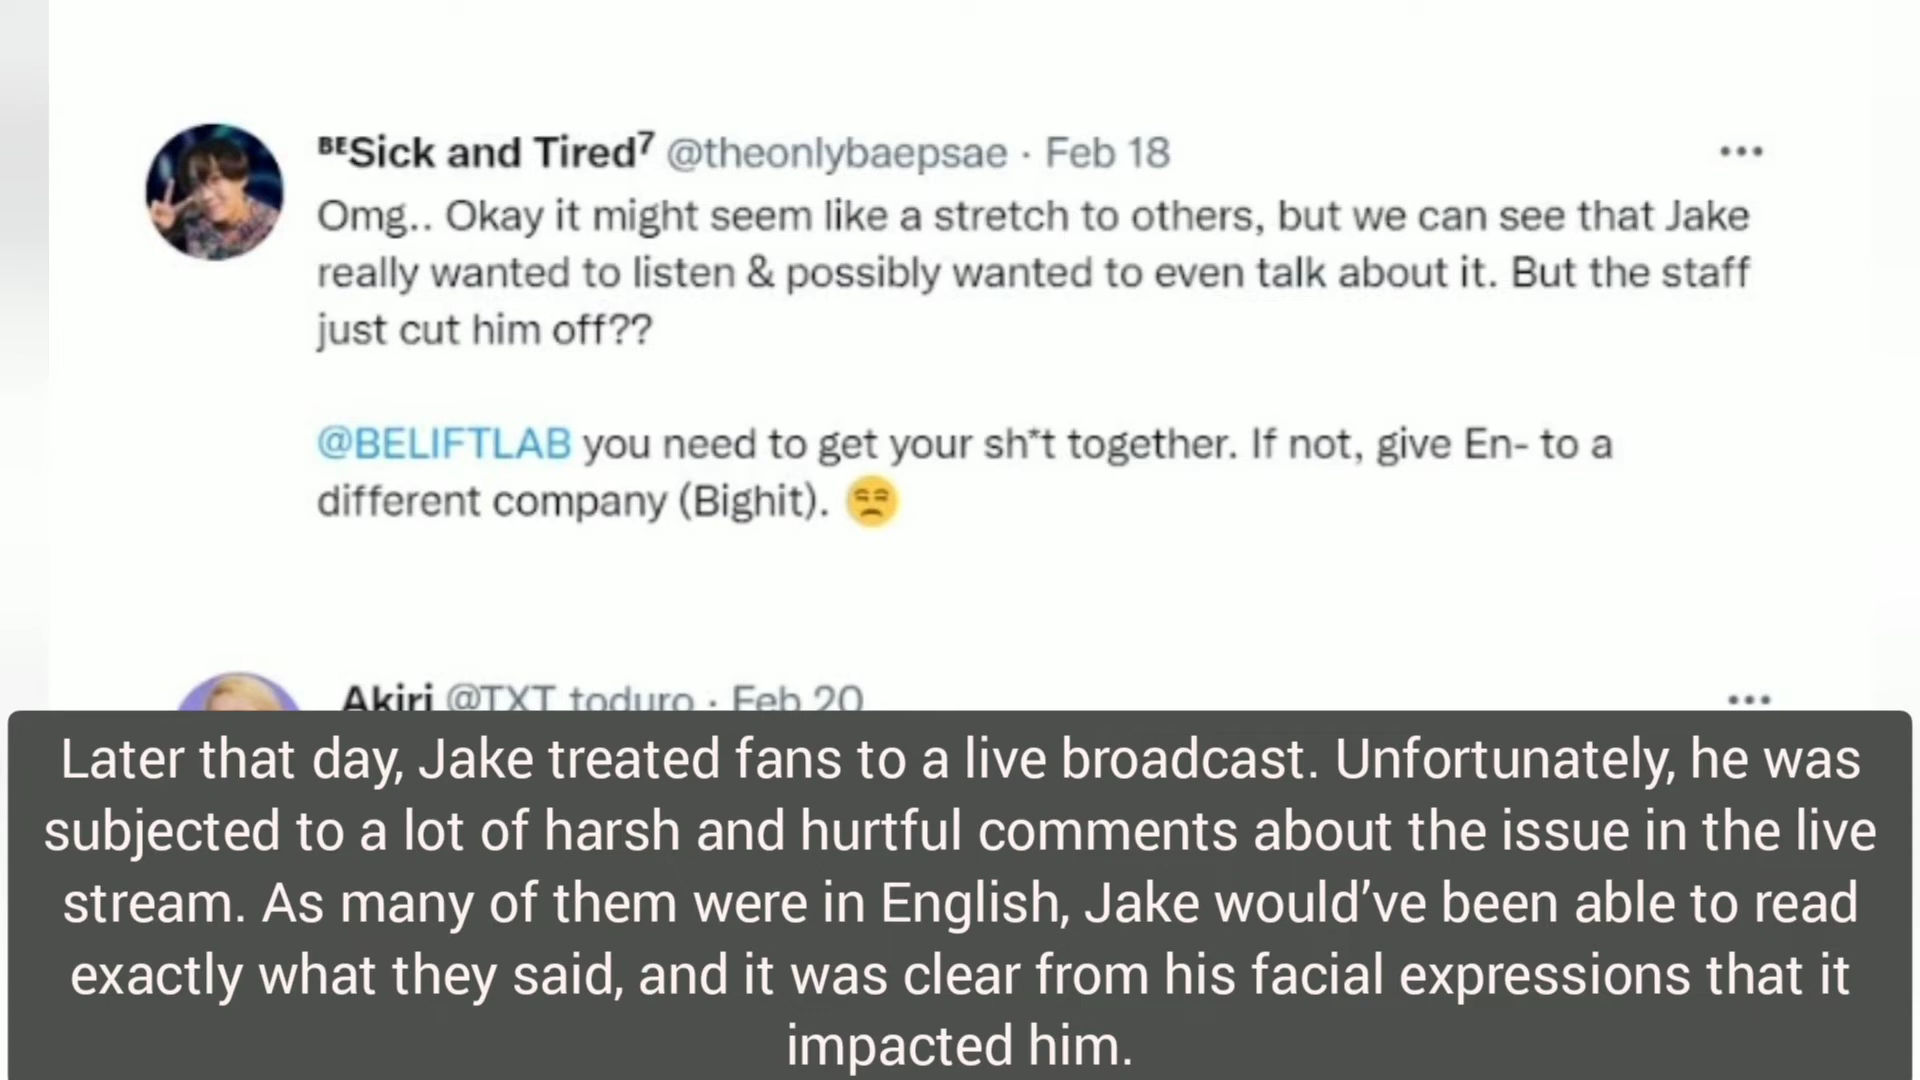 ᴮᴱSick and Tired⁷ @theonlybaepsae · Feb 18
Omg.. Okay it might seem like a stretch to others, but we can see that Jake
really wanted to listen & possibly wanted to even talk about it. But the staff
just cut him off??
@BELIFTLAB you need to get your sh*t together. If not, give En- to a
different company (Bighit). 😒
Akiri @TXT_toduro · Feb 20
Later that day, Jake treated fans to a live broadcast. Unfortunately, he was
subjected to a lot of harsh and hurtful comments about the issue in the live
stream. As many of them were in English, Jake would’ve been able to read
exactly what they said, and it was clear from his facial expressions that it
impacted him.